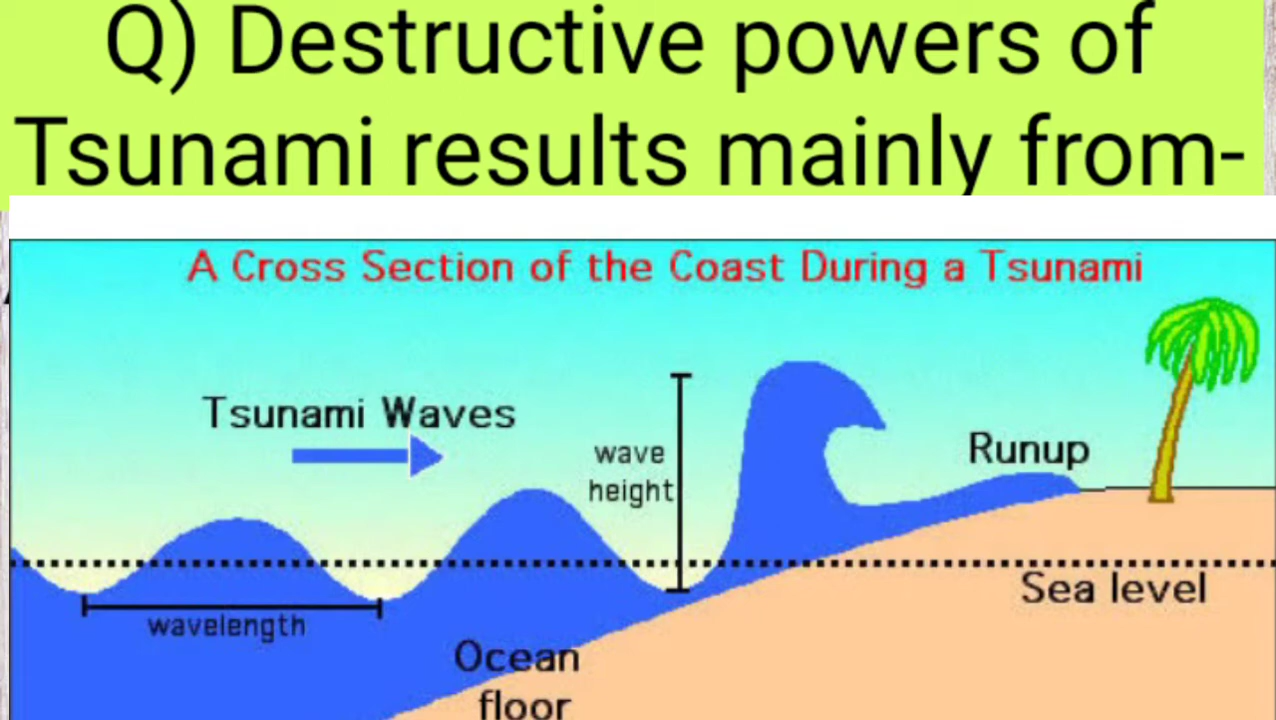 Q) Destructive powers of
Tsunami results mainly from-
A Cross Section of the Coast During a Tsunami
Tsunami Waves
wave
height
Runup
Sea level
wavelength
Ocean
floor